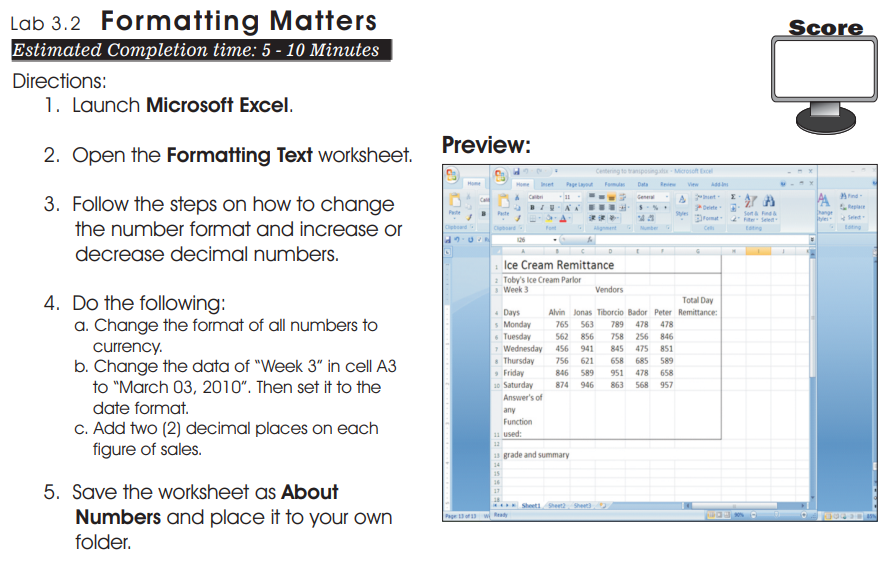 Lab 3.2 Formatting Matters
Estimated Completion time: 5 - 10 Minutes
Score
Directions:
1. Launch Microsoft Excel.
2. Open the Formatting Text worksheet.
3. Follow the steps on how to change
the number format and increase or
decrease decimal numbers.
4. Do the following:
a. Change the format of all numbers to
currency.
b. Change the data of "Week 3" in cell A3
to "March 03, 2010". Then set it to the
date format.
c. Add two (2) decimal places on each
figure of sales.
5. Save the worksheet as About
Numbers and place it to your own
folder.
Preview:
Centering to transposing.xlsx - Microsoft Excel
Home Home Insert Page Layout Formulas Data Review View Add-Ins
Paste Paste Calibri 11 General Styles Insert Delete Format Sort & Filter Find & Select Find Replace Select
Clipboard Clipboard Font Alignment Number Cells Editing Editing
I26
A B C D E F G H I J
1 Ice Cream Remittance
2 Toby's Ice Cream Parlor
3 Week 3 Vendors
Total Day
4 Days Alvin Jonas Tiborcio Bador Peter Remittance:
5 Monday 765 563 789 478 478
6 Tuesday 562 856 758 256 846
7 Wednesday 456 941 845 475 851
8 Thursday 756 621 658 685 589
9 Friday 846 589 951 478 658
10 Saturday 874 946 863 568 957
Answer's of
any
Function
11 used:
12
13 grade and summary
14
15
16
17
18
Sheet1 Sheet2 Sheet3
Page: 13 of 13 Ready 90%